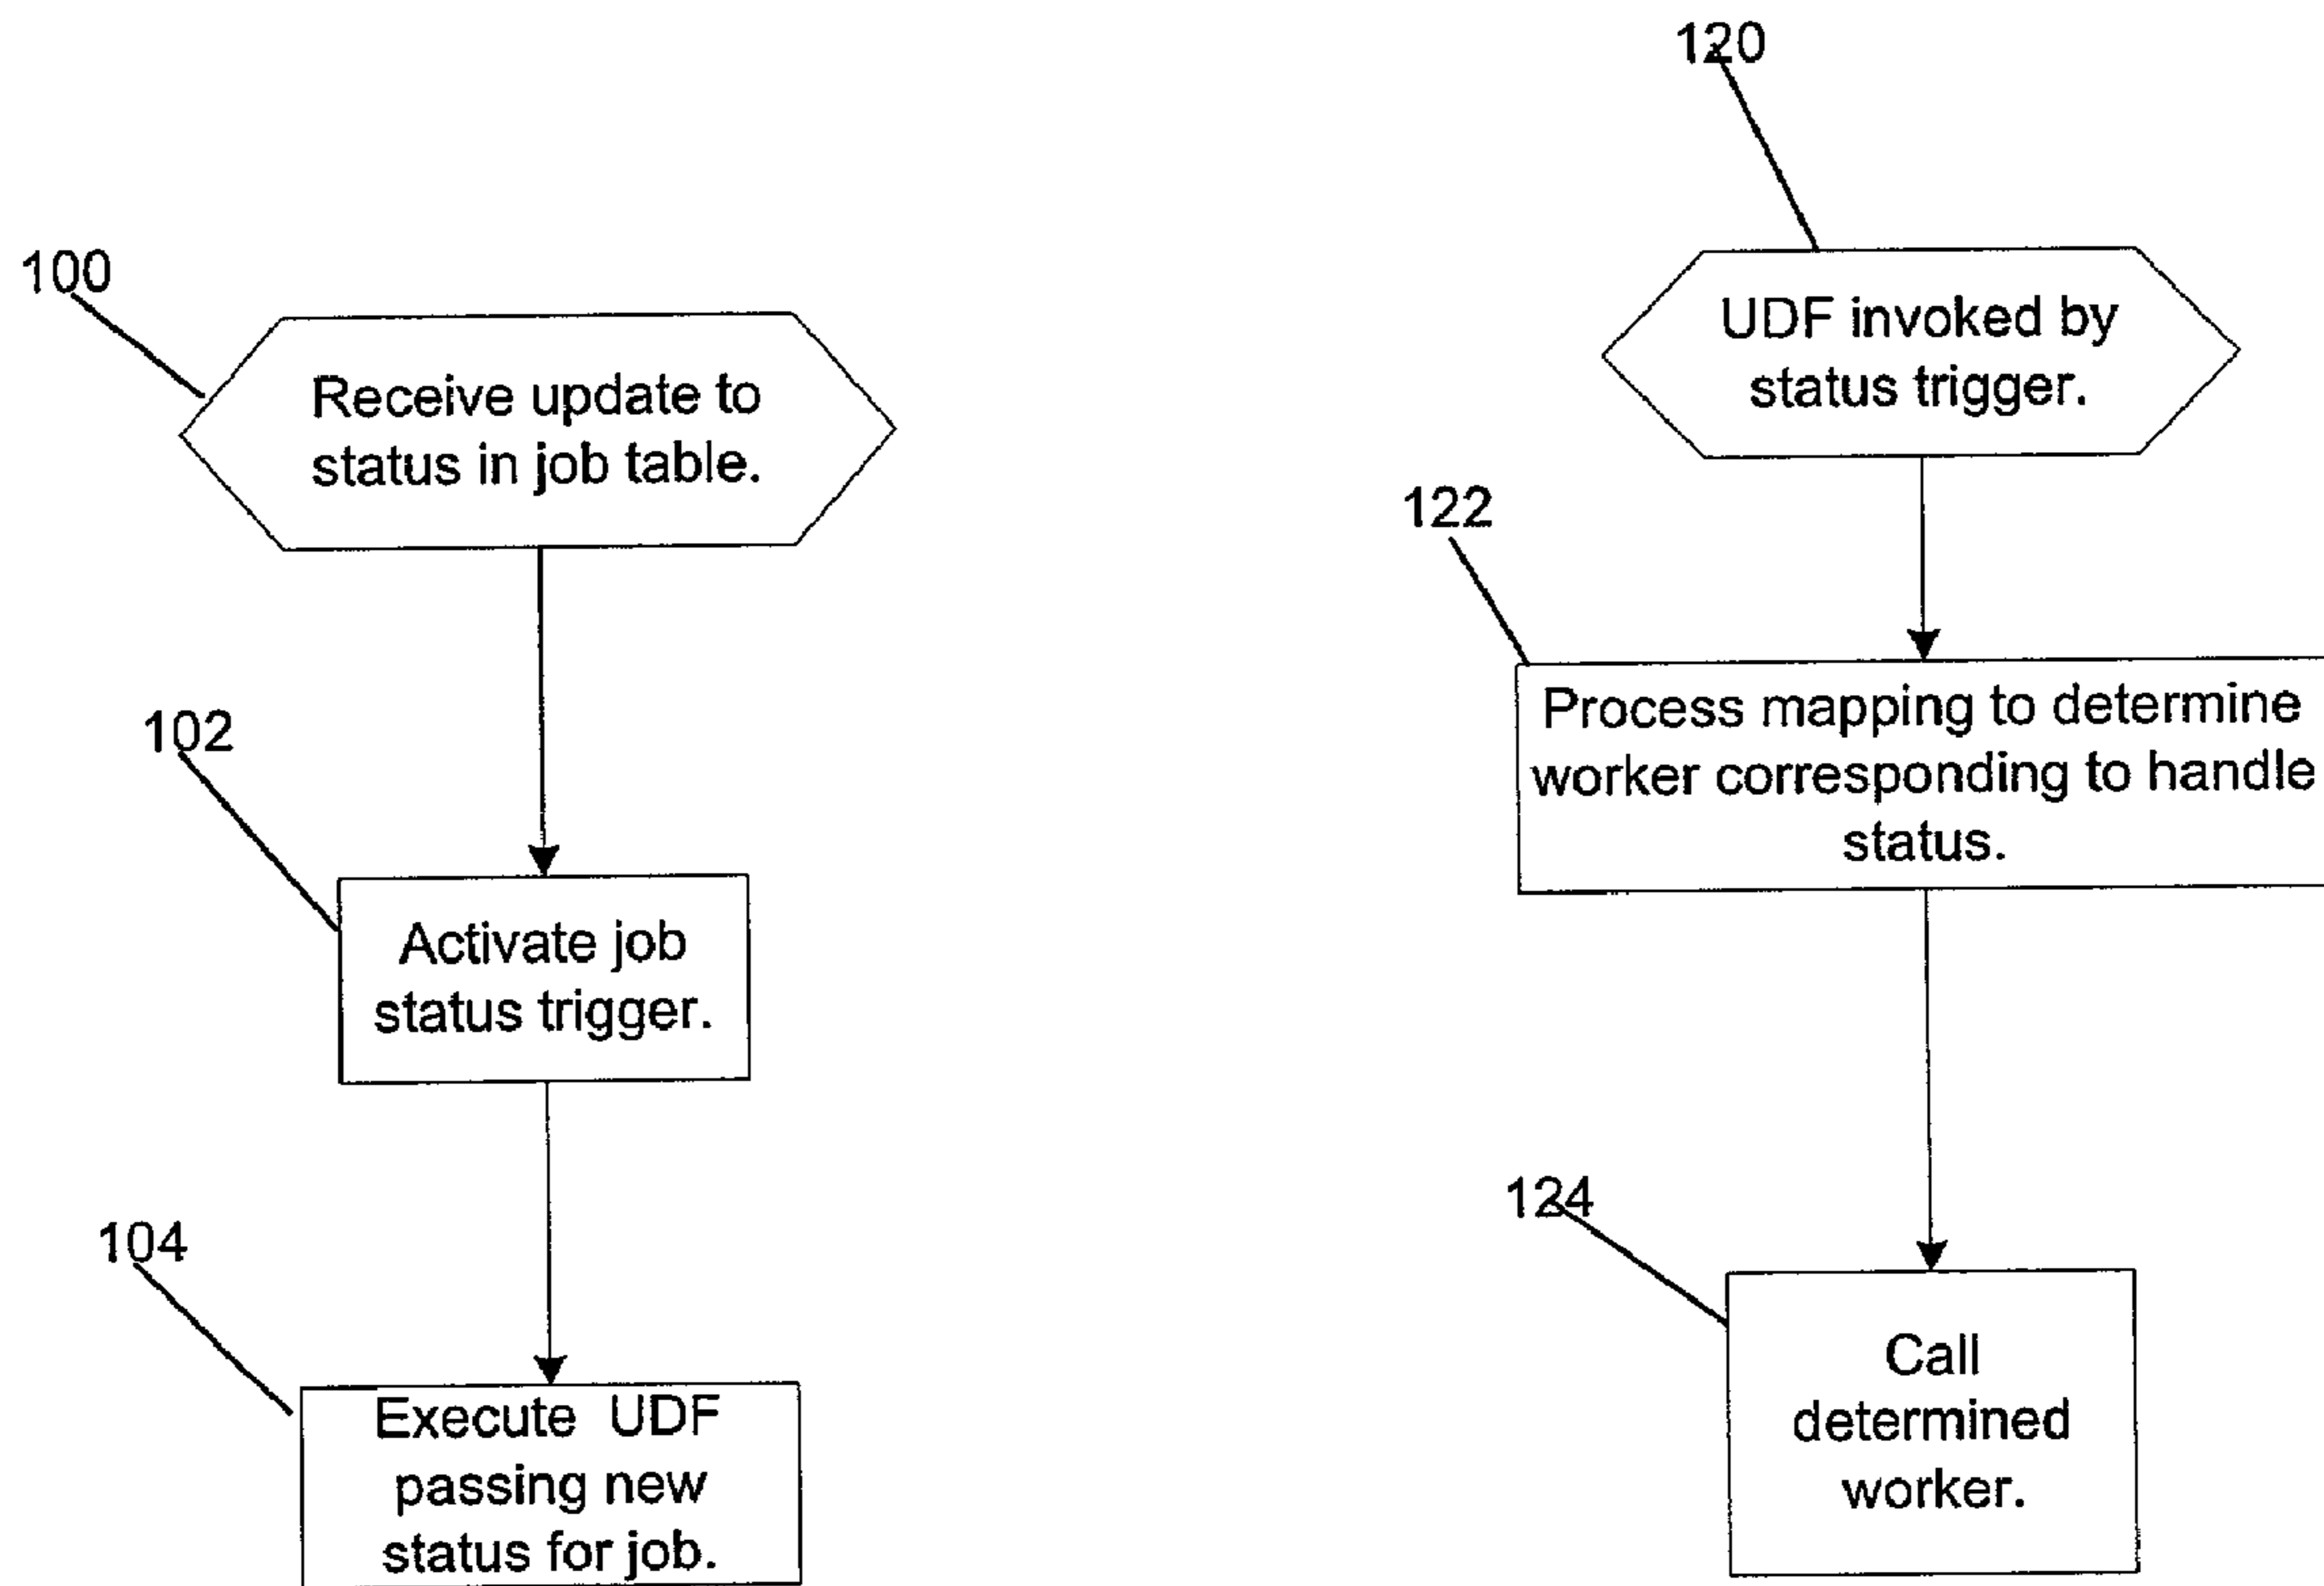 100
Receive update to
status in job table.
102
Activate job
status trigger.
104
Execute UDF
passing new
status for job.
120
UDF invoked by
status trigger.
122
Process mapping to determine
worker corresponding to handle
status.
124
Call
determined
worker.